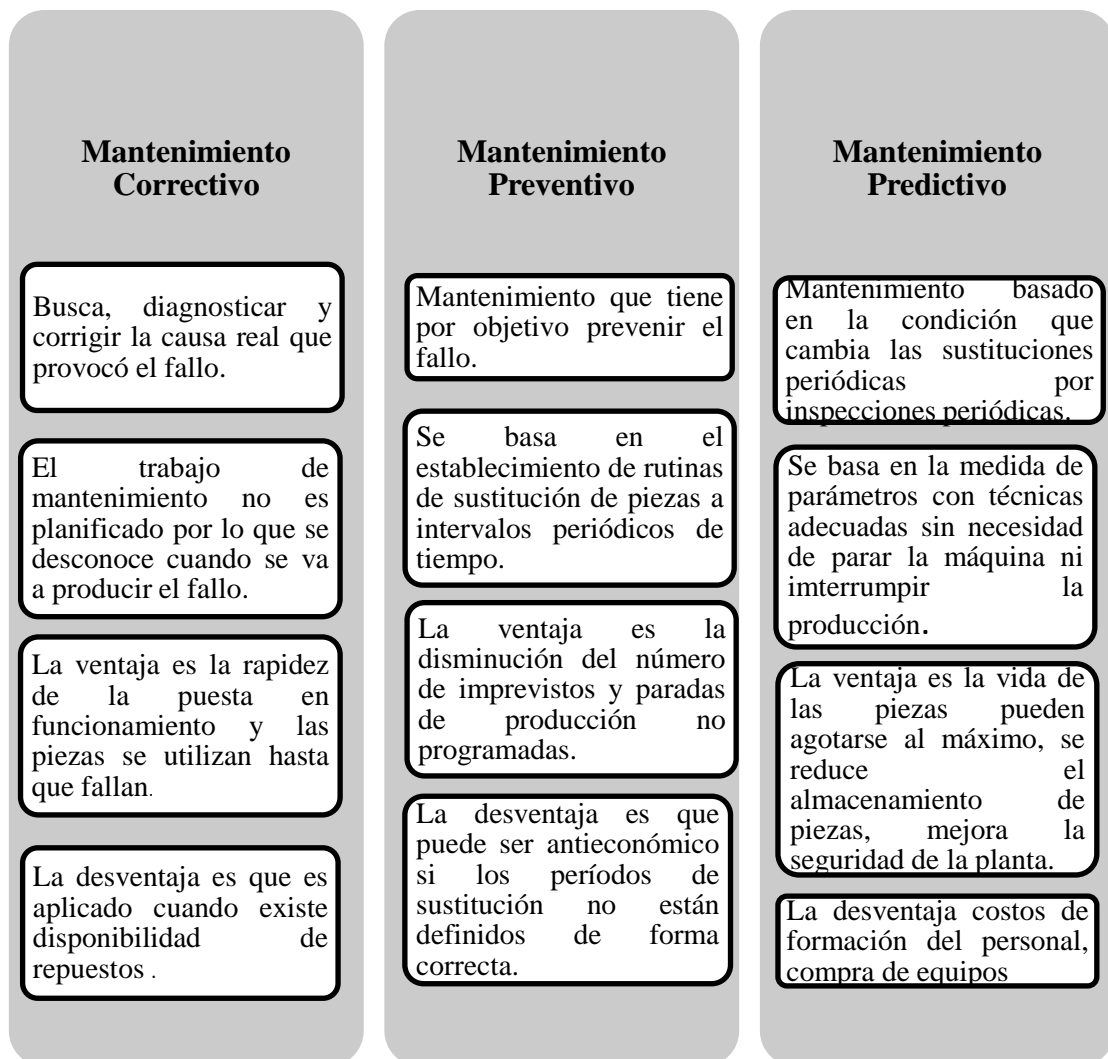 Mantenimiento
Correctivo
Busca, diagnosticar y
corrigir la causa real que
provocó el fallo.
El trabajo de
mantenimiento no es
planificado por lo que se
desconoce cuando se va
a producir el fallo.
La ventaja es la rapidez
de la puesta en
funcionamiento y las
piezas se utilizan hasta
que fallan.
La desventaja es que es
aplicado cuando existe
disponibilidad de
repuestos .
Mantenimiento
Preventivo
Mantenimiento que tiene
por objetivo prevenir el
fallo.
Se basa en el
establecimiento de rutinas
de sustitución de piezas a
intervalos periódicos de
tiempo.
La ventaja es la
disminución del número
de imprevistos y paradas
de producción no
programadas.
La desventaja es que
puede ser antieconómico
si los períodos de
sustitución no están
definidos de forma
correcta.
Mantenimiento
Predictivo
Mantenimiento basado
en la condición que
cambia las sustituciones
periódicas por
inspecciones periódicas.
Se basa en la medida de
parámetros con técnicas
adecuadas sin necesidad
de parar la máquina ni
imterrumpir la
producción.
La ventaja es la vida de
las piezas pueden
agotarse al máximo, se
reduce el
almacenamiento de
piezas, mejora la
seguridad de la planta.
La desventaja costos de
formación del personal,
compra de equipos